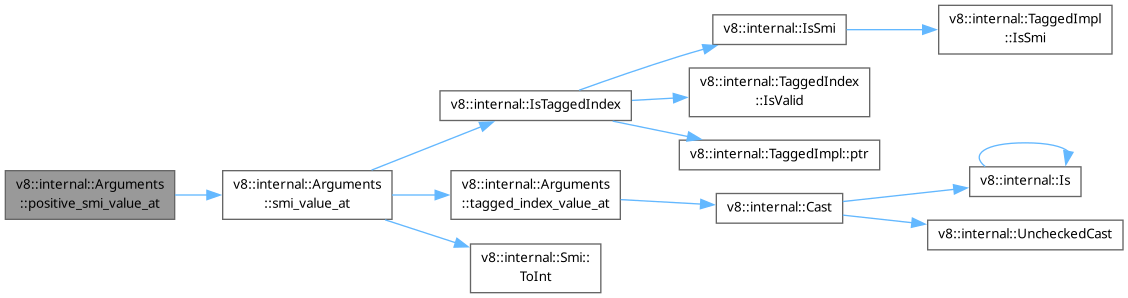 v8::internal::Arguments
::positive_smi_value_at
v8::internal::Arguments
::smi_value_at
v8::internal::IsTaggedIndex
v8::internal::IsSmi
v8::internal::TaggedImpl
::IsSmi
v8::internal::TaggedIndex
::IsValid
v8::internal::TaggedImpl::ptr
v8::internal::Arguments
::tagged_index_value_at
v8::internal::Cast
v8::internal::Is
v8::internal::UncheckedCast
v8::internal::Smi::
ToInt